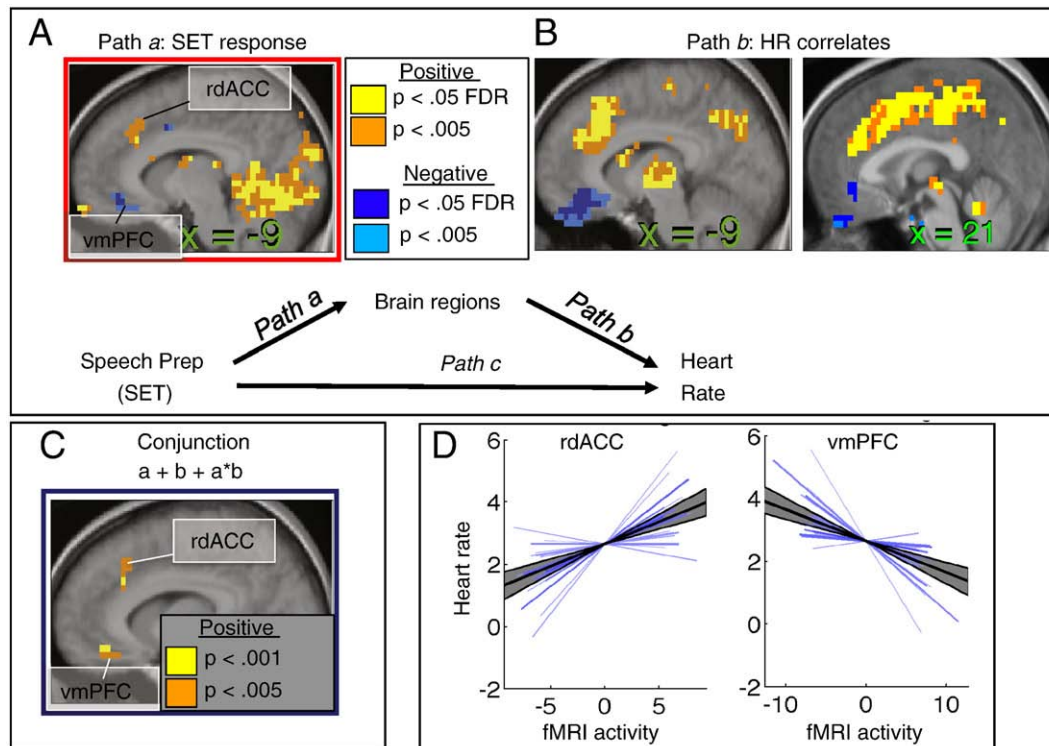 A
Path a: SET response
rdACC
vmPFC
x = -9
Positive
p < .05 FDR
p < .005
Negative
p < .05 FDR
p < .005
B
Path b: HR correlates
x = -9
x = 21
Path a
Brain regions
Path b
Speech Prep
(SET)
Path c
Heart
Rate
C
Conjunction
a + b + a*b
rdACC
vmPFC
Positive
p < .001
p < .005
D
rdACC
Heart rate
6
4
2
0
-2
-5 0 5
fMRI activity
vmPFC
6
4
2
0
-2
-10 0 10
fMRI activity